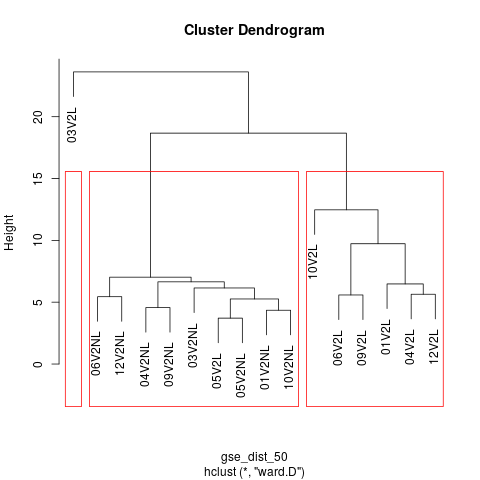 Cluster Dendrogram
Height
0
5
10
15
20
03V2L
06V2NL
12V2NL
04V2NL
09V2NL
03V2NL
05V2L
05V2NL
01V2NL
10V2NL
10V2L
06V2L
09V2L
01V2L
04V2L
12V2L
gse_dist_50
hclust (*, "ward.D")